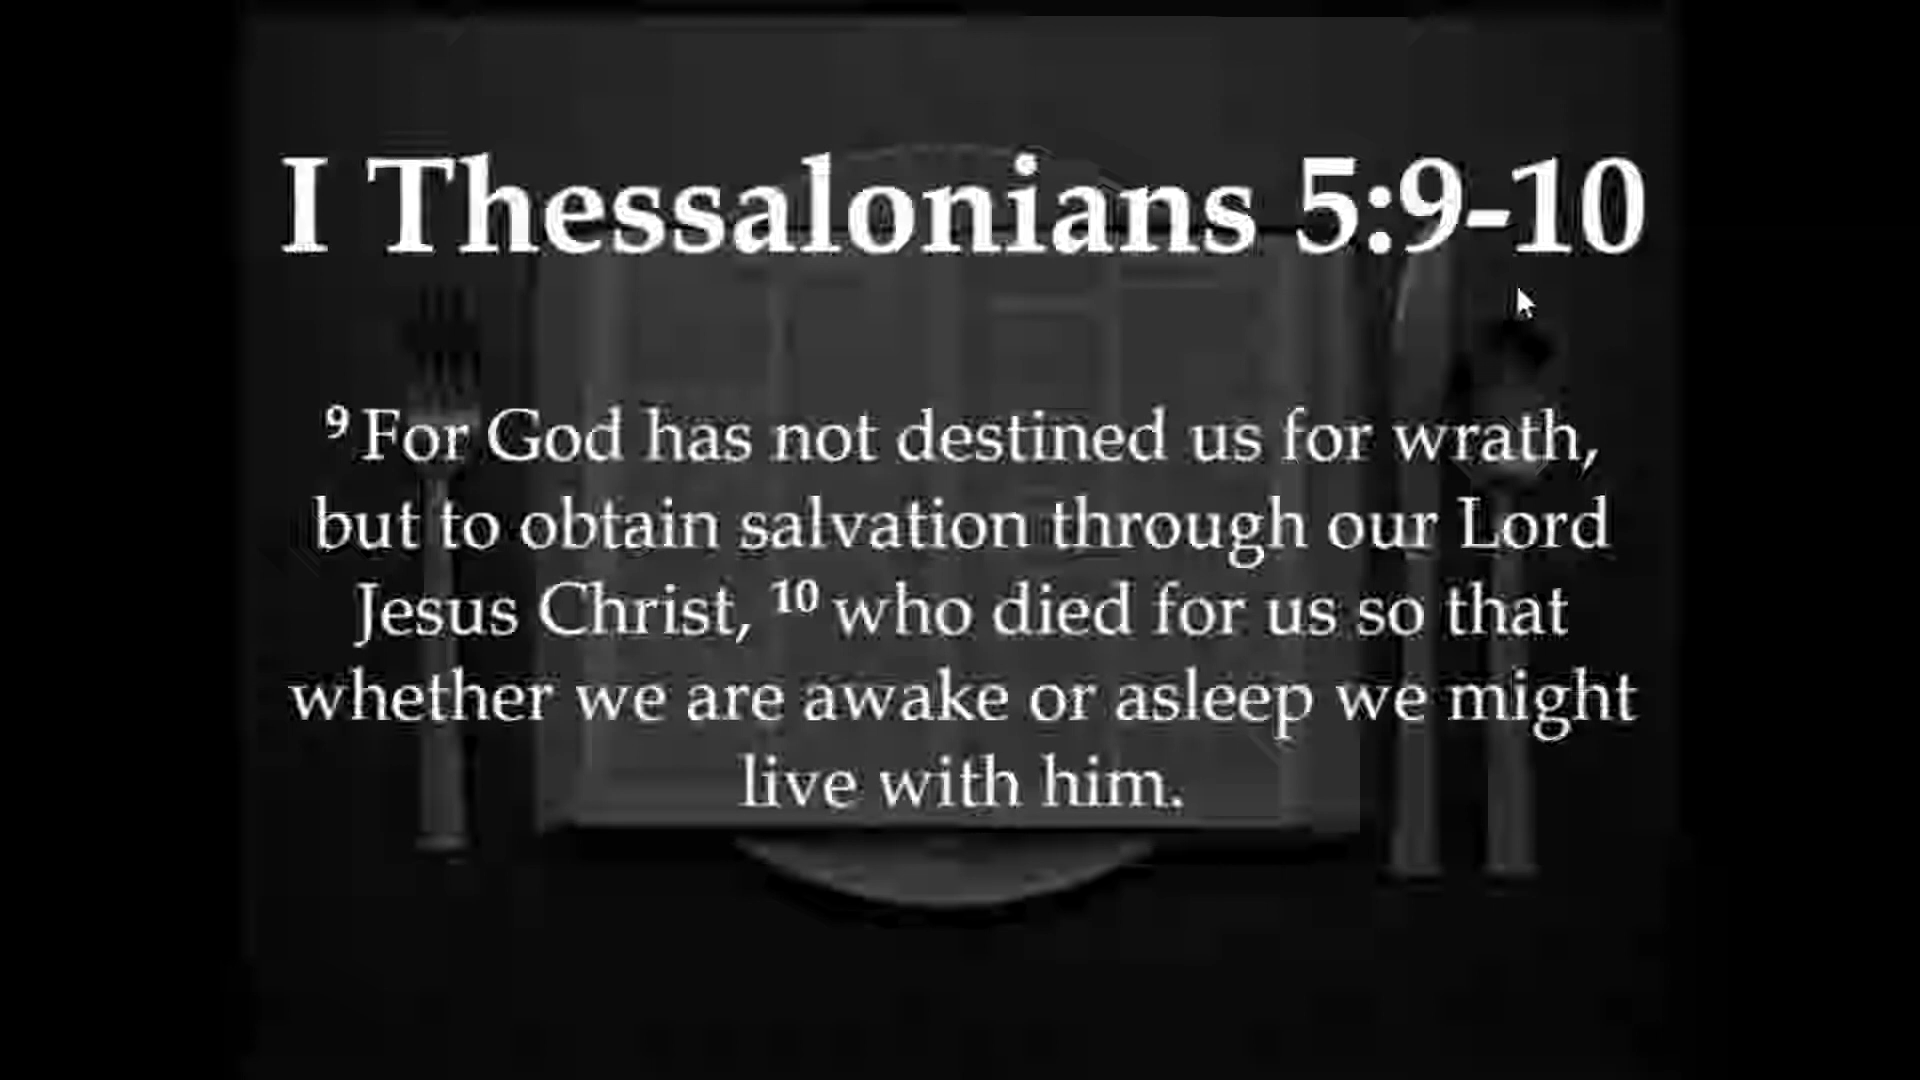 I Thessalonians 5:9-10
⁹ For God has not destined us for wrath,
but to obtain salvation through our Lord
Jesus Christ, ¹⁰ who died for us so that
whether we are awake or asleep we might
live with him.